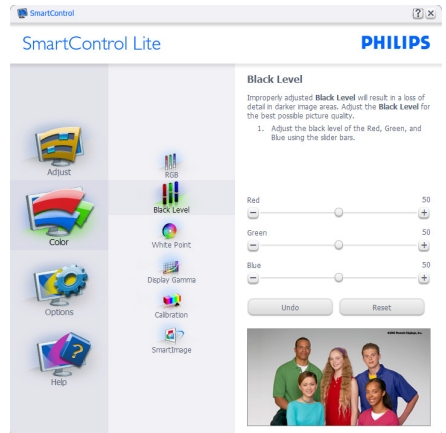 SmartControl
SmartControl Lite
PHILIPS
Adjust
Color
Options
Help
RGB
Black Level
White Point
Display Gamma
Calibration
SmartImage
Black Level
Improperly adjusted Black Level will result in a loss of
detail in darker image areas. Adjust the Black Level for
the best possible picture quality.
1. Adjust the black level of the Red, Green, and
Blue using the slider bars.
Red 50
Green 50
Blue 50
Undo
Reset